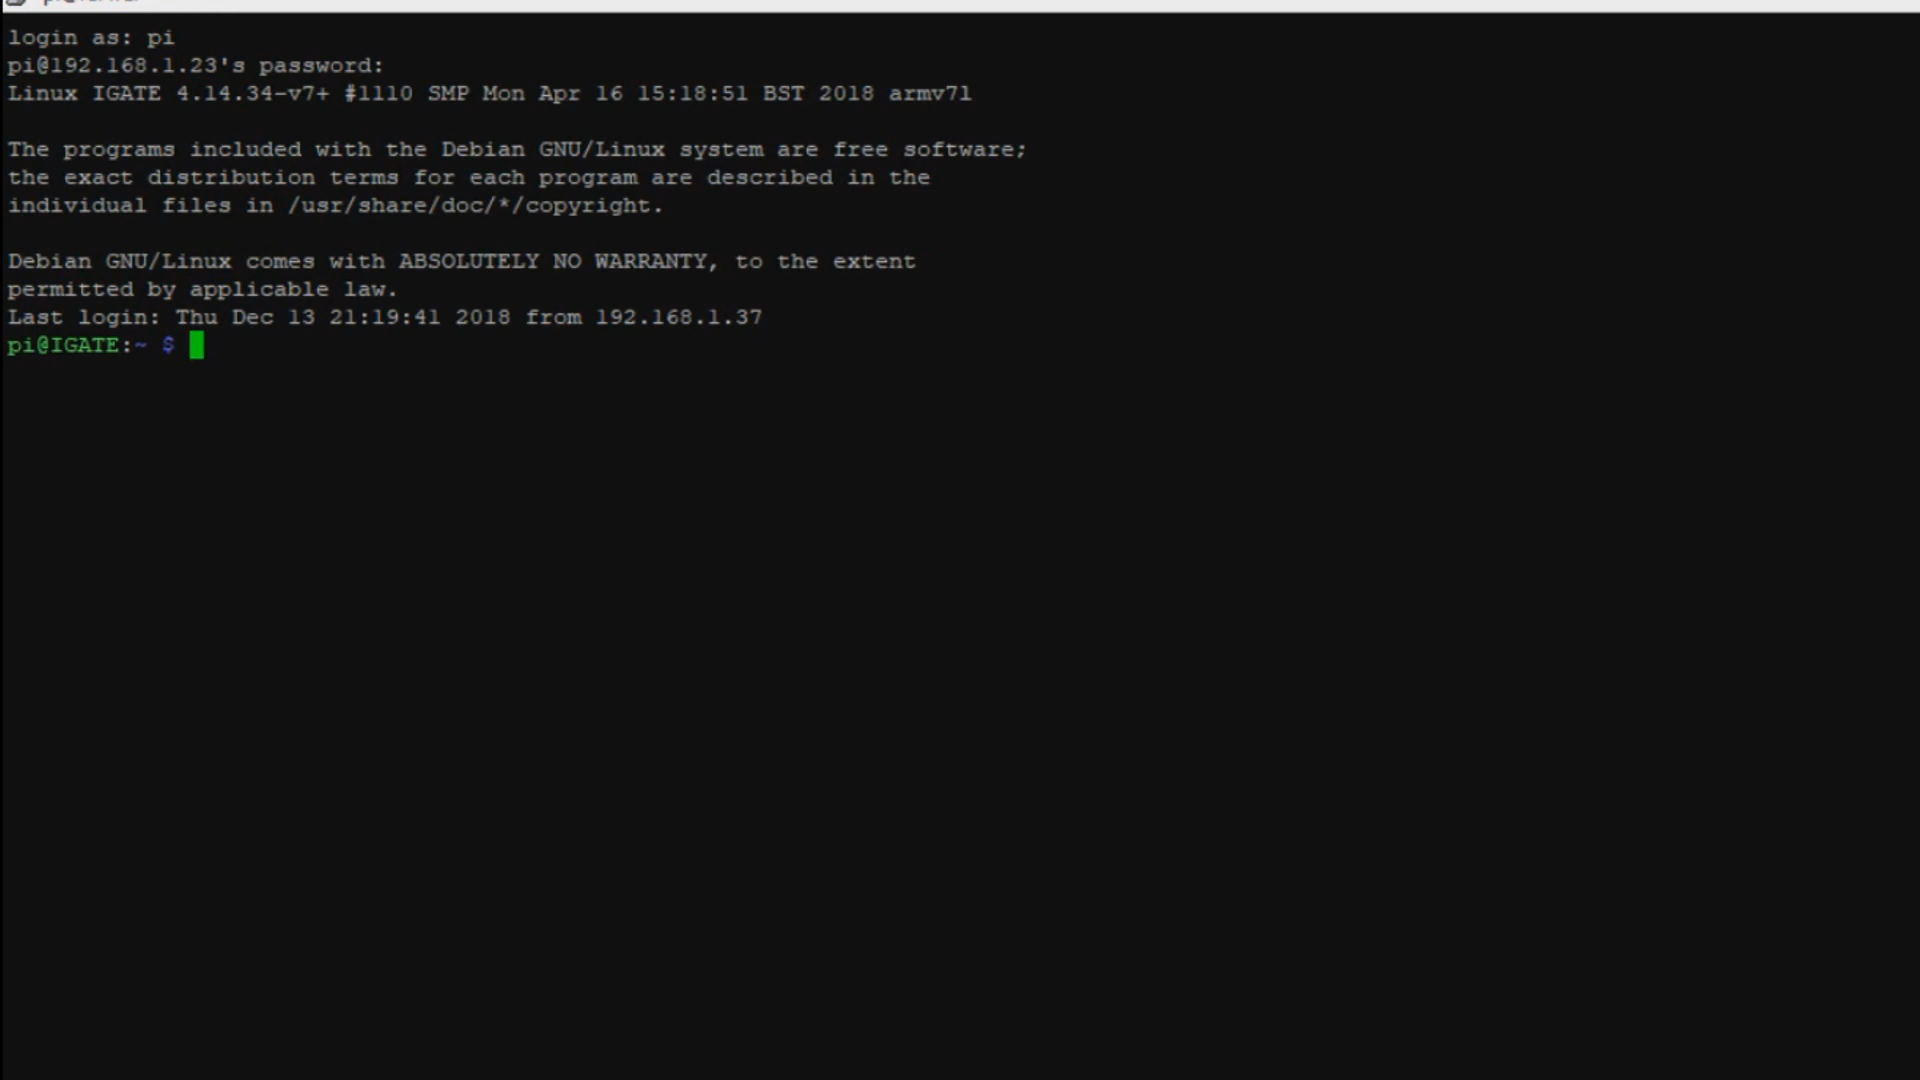 login as: pi
pi@192.168.1.23's password:
Linux IGATE 4.14.34-v7+ #1110 SMP Mon Apr 16 15:18:51 BST 2018 armv7l
The programs included with the Debian GNU/Linux system are free software;
the exact distribution terms for each program are described in the
individual files in /usr/share/doc/*/copyright.
Debian GNU/Linux comes with ABSOLUTELY NO WARRANTY, to the extent
permitted by applicable law.
Last login: Thu Dec 13 21:19:41 2018 from 192.168.1.37
pi@IGATE:~ $